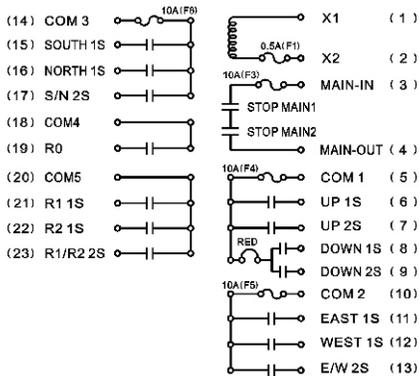 (14) COM 3 10A(F6)
(15) SOUTH 1S
(16) NORTH 1S
(17) S/N 2S
(18) COM4
(19) R0
(20) COM5
(21) R1 1S
(22) R2 1S
(23) R1/R2 2S
X1 (1)
0.5A(F1)
X2 (2)
10A(F3) MAIN-IN (3)
STOP MAIN1
STOP MAIN2
MAIN-OUT (4)
10A(F4) COM 1 (5)
UP 1S (6)
UP 2S (7)
RED
DOWN 1S (8)
DOWN 2S (9)
10A(F5) COM 2 (10)
EAST 1S (11)
WEST 1S (12)
E/W 2S (13)